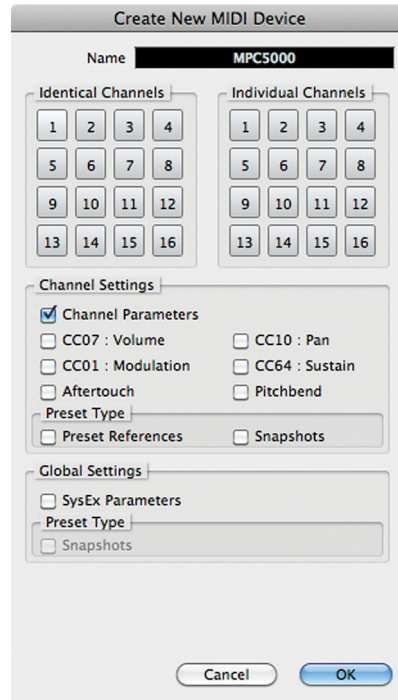 Create New MIDI Device
Name MPC5000
Identical Channels
1 2 3 4
5 6 7 8
9 10 11 12
13 14 15 16
Individual Channels
1 2 3 4
5 6 7 8
9 10 11 12
13 14 15 16
Channel Settings
Channel Parameters
CC07 : Volume CC10 : Pan
CC01 : Modulation CC64 : Sustain
Aftertouch Pitchbend
Preset Type
Preset References Snapshots
Global Settings
SysEx Parameters
Preset Type
Snapshots
Cancel OK